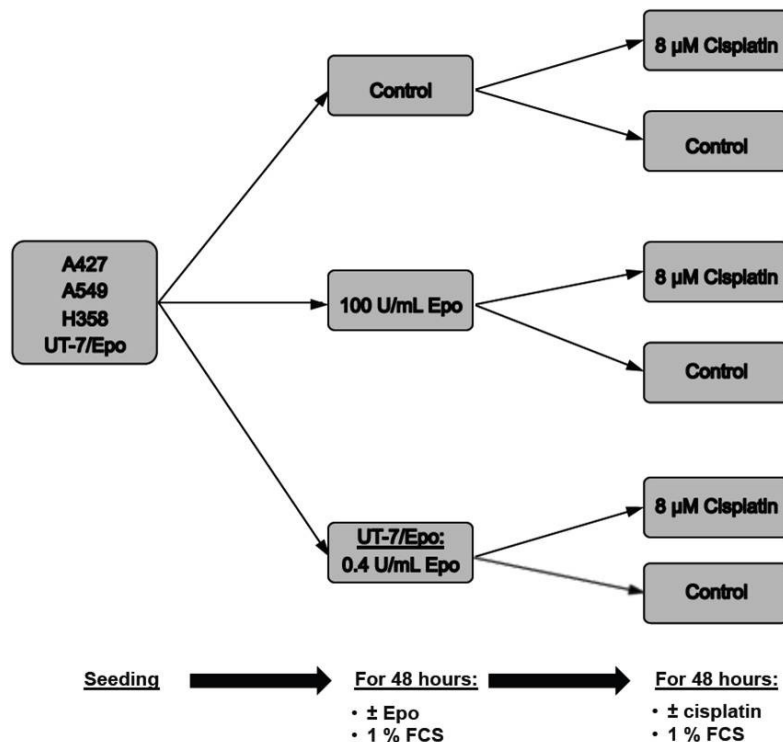 8 µM Cisplatin
Control
Control
A427
A549
H358
UT-7/Epo
8 µM Cisplatin
100 U/mL Epo
Control
8 µM Cisplatin
UT-7/Epo:
0.4 U/mL Epo
Control
Seeding
For 48 hours:
• ± Epo
• 1 % FCS
For 48 hours:
• ± cisplatin
• 1 % FCS